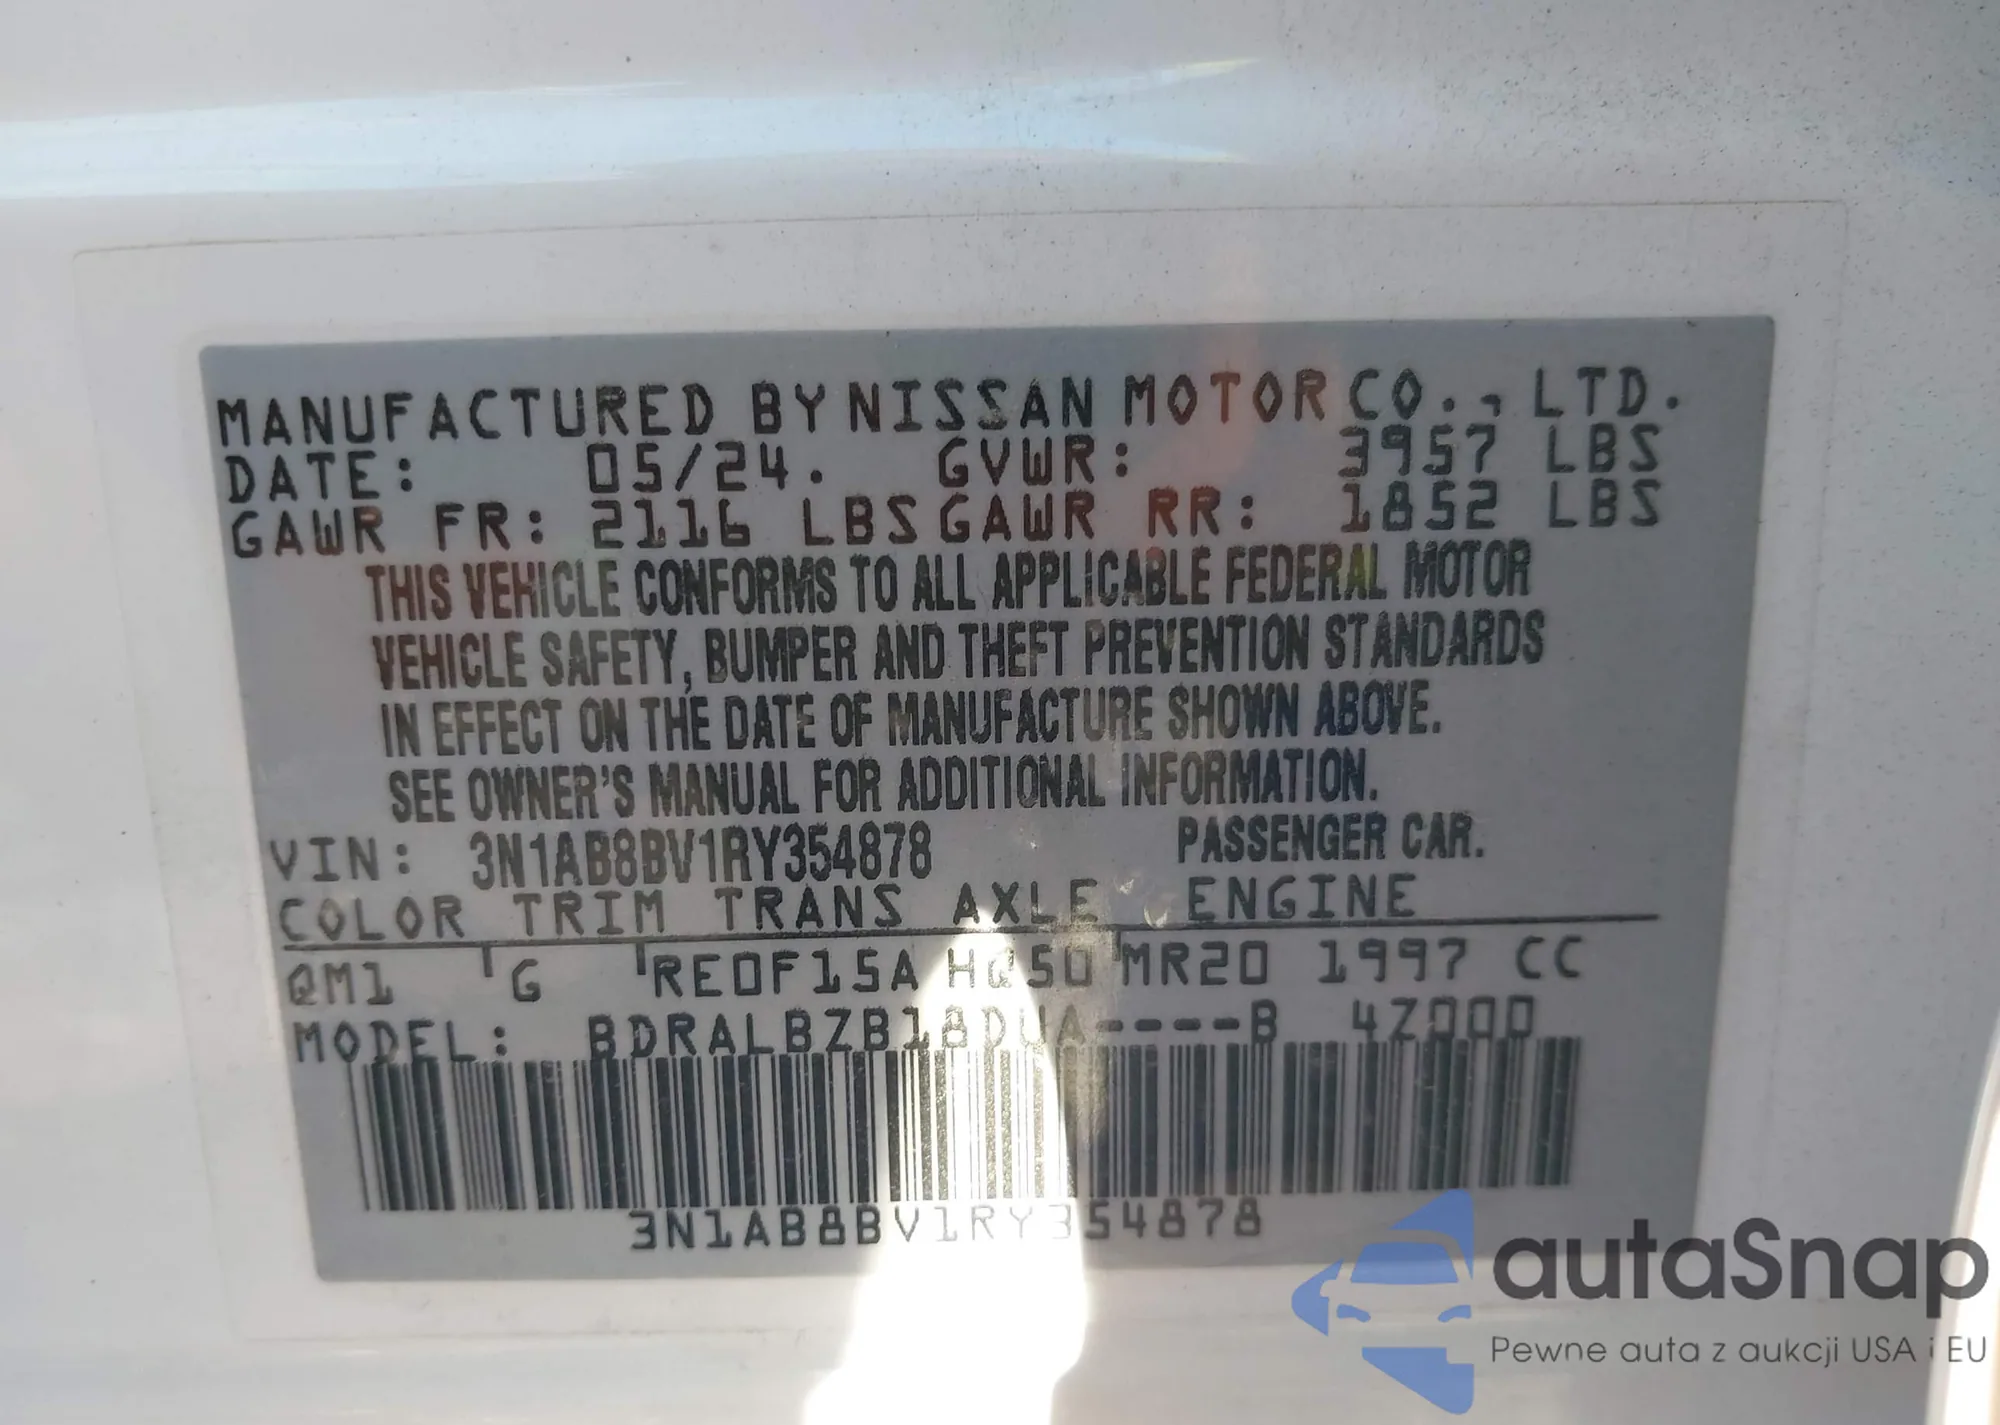 MANUFACTURED BY NISSAN MOTOR CO., LTD.
DATE: 05/24. GVWR: 3957 LBS
GAWR FR: 2116 LBS GAWR RR: 1852 LBS
THIS VEHICLE CONFORMS TO ALL APPLICABLE FEDERAL MOTOR
VEHICLE SAFETY, BUMPER AND THEFT PREVENTION STANDARDS
IN EFFECT ON THE DATE OF MANUFACTURE SHOWN ABOVE.
SEE OWNER'S MANUAL FOR ADDITIONAL INFORMATION.
VIN: 3N1AB8BV1RY354878 PASSENGER CAR.
COLOR TRIM TRANS AXLE ENGINE
QM1 G RE0F15A HQ50 MR20 1997 CC
MODEL: BDRALBZB18DUA----B 4Z000
3N1AB8BV1RY354878
autaSnap
Pewne auta z aukcji USA i EU